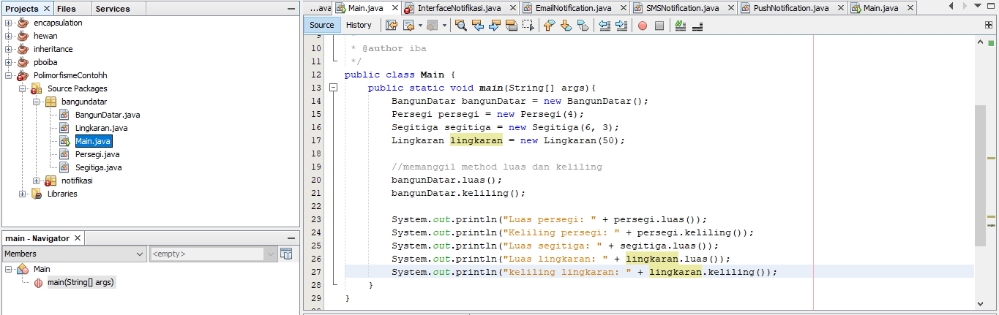 Projects × Files Services
encapsulation
hewan
inheritance
pboiba
PolimorfismeContohh
Source Packages
bangundatar
BangunDatar.java
Lingkaran.java
Main.java
Persegi.java
Segitiga.java
notifikasi
Libraries
main - Navigator ×
Members <empty>
Main
main(String[] args)
...ava Main.java × InterfaceNotifikasi.java × EmailNotification.java × SMSNotification.java × PushNotification.java × Main.java ×
Source History
9 *
10 * @author iba
11 */
12 public class Main {
13 public static void main(String[] args){
14 BangunDatar bangunDatar = new BangunDatar();
15 Persegi persegi = new Persegi(4);
16 Segitiga segitiga = new Segitiga(6, 3);
17 Lingkaran lingkaran = new Lingkaran(50);
18
19 //memanggil method luas dan keliling
20 bangunDatar.luas();
21 bangunDatar.keliling();
22
23 System.out.println("Luas persegi: " + persegi.luas());
24 System.out.println("Keliling persegi: " + persegi.keliling());
25 System.out.println("Luas segitiga: " + segitiga.luas());
26 System.out.println("Luas lingkaran: " + lingkaran.luas());
27 System.out.println("keliling lingkaran: " + lingkaran.keliling());
28 }
29 }